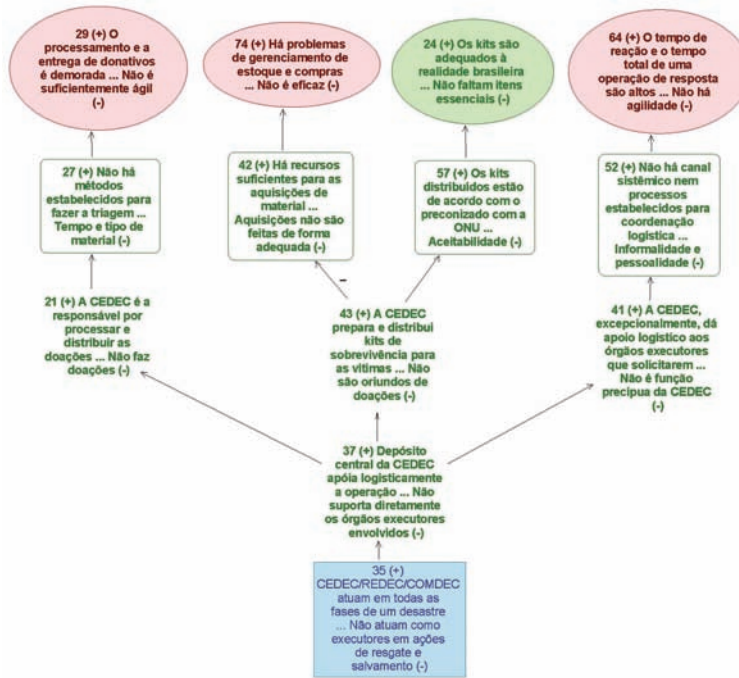 29 (+) O
processamento e a
entrega de donativos
é demorada ... Não é
suficientemente ágil
(-)
74 (+) Há problemas
de gerenciamento de
estoque e compras
... Não é eficaz (-)
24 (+) Os kits são
adequados à
realidade brasileira
... Não faltam itens
essenciais (-)
64 (+) O tempo de
reação e o tempo
total de uma
operação de resposta
são altos ... Não há
agilidade (-)
27 (+) Não há
métodos
estabelecidos para
fazer a triagem ...
Tempo e tipo de
material (-)
42 (+) Há recursos
suficientes para as
aquisições de
material ...
Aquisições não são
feitas de forma
adequada (-)
57 (+) Os kits
distribuidos estão
de acordo com o
preconizado com a
ONU ...
Aceitabilidade (-)
52 (+) Não há canal
sistêmico nem
processos
estabelecidos para
coordenação
logística ...
Informalidade e
pessoalidade (-)
–
21 (+) A CEDEC é a
responsável por
processar e
distribuir as
doações ... Não faz
doações (-)
43 (+) A CEDEC
prepara e distribui
kits de
sobrevivência para
as vitimas ... Não
são oriundos de
doações (-)
41 (+) A CEDEC,
excepcionalmente, dá
apoio logístico aos
órgãos executores
que solicitarem ...
Não é função
precipua da CEDEC
(-)
37 (+) Depósito
central da CEDEC
apóia logisticamente
a operação ... Não
suporta diretamente
os órgãos executores
envolvidos (-)
35 (+)
CEDEC/REDEC/COMDEC
atuam em todas as
fases de um desastre
... Não atuam como
executores em ações
de resgate e
salvamento (-)